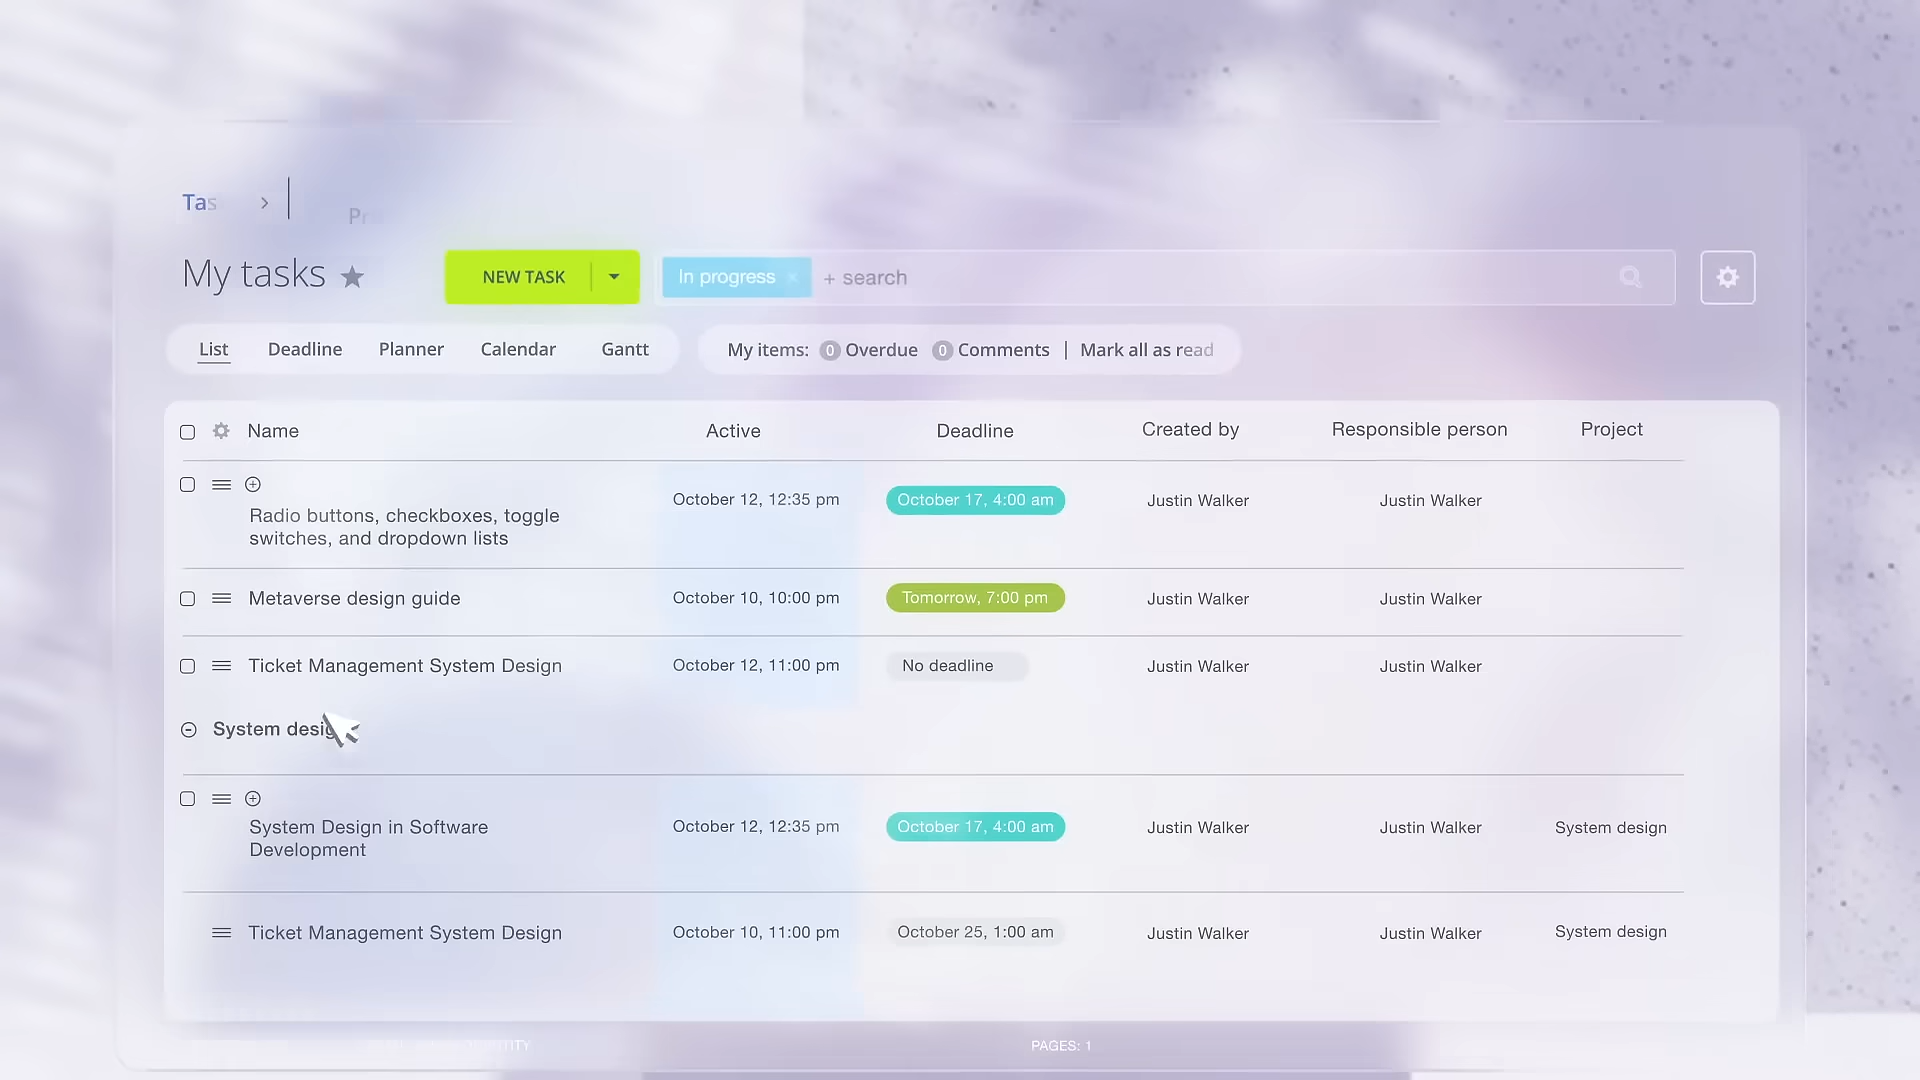 Tas >
My tasks
NEW TASK
In progress × + search
List Deadline Planner Calendar Gantt
My items: 0 Overdue 0 Comments | Mark all as read
Name Active Deadline Created by Responsible person Project
Radio buttons, checkboxes, toggle
switches, and dropdown lists
October 12, 12:35 pm October 17, 4:00 am Justin Walker Justin Walker
Metaverse design guide October 10, 10:00 pm Tomorrow, 7:00 pm Justin Walker Justin Walker
Ticket Management System Design October 12, 11:00 pm No deadline Justin Walker Justin Walker
System desig
System Design in Software
Development
October 12, 12:35 pm October 17, 4:00 am Justin Walker Justin Walker System design
Ticket Management System Design October 10, 11:00 pm October 25, 1:00 am Justin Walker Justin Walker System design
PAGES: 1